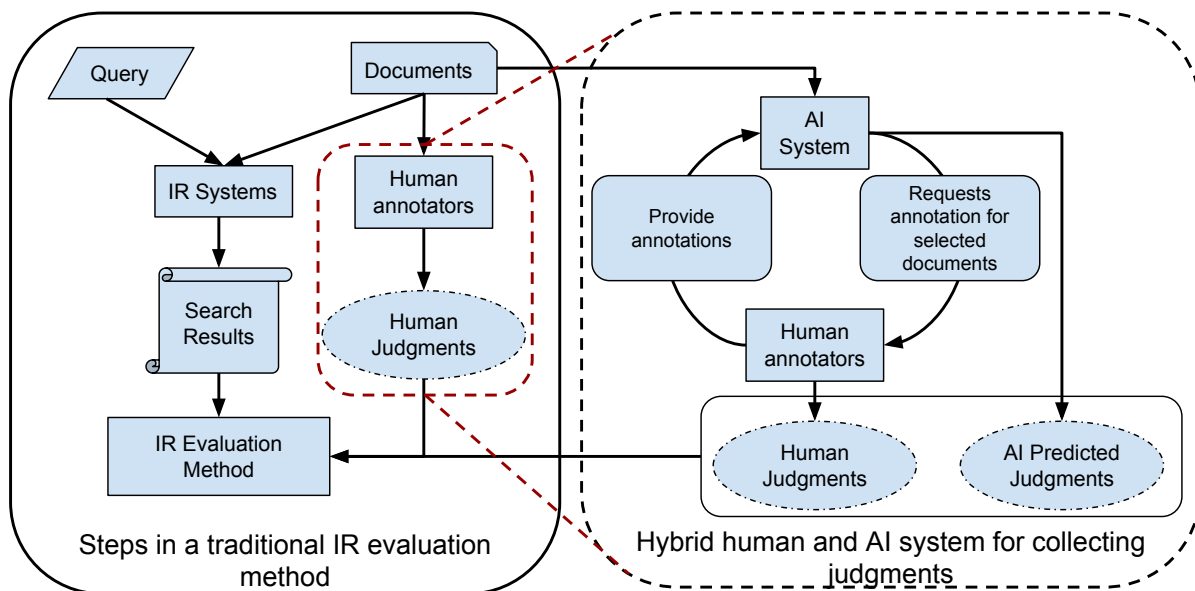 Query
Documents
IR Systems
Human
annotators
Search
Results
Human
Judgments
IR Evaluation
Method
Steps in a traditional IR evaluation
method
AI
System
Provide
annotations
Requests
annotation for
selected
documents
Human
annotators
Human
Judgments
AI Predicted
Judgments
Hybrid human and AI system for collecting
judgments